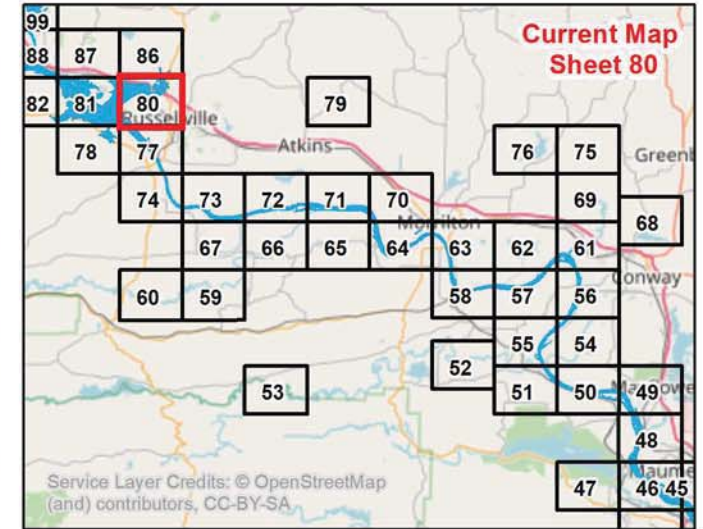 99
Current Map
Sheet 80
88 87 86
82 81 80 79
Russellville
Atkins
78 77 76 75
74 73 72 71 70 69
68
Morrilton
67 66 65 64 63 62 61
Conway
60 59 58 57 56
55 54
52
53 51 50 49
48
Service Layer Credits: © OpenStreetMap
(and) contributors, CC-BY-SA
47 46 45